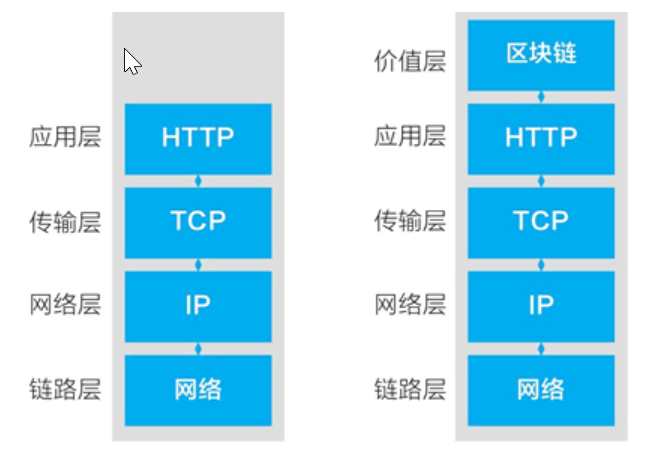 应用层 HTTP
传输层 TCP
网络层 IP
链路层 网络
价值层 区块链
应用层 HTTP
传输层 TCP
网络层 IP
链路层 网络